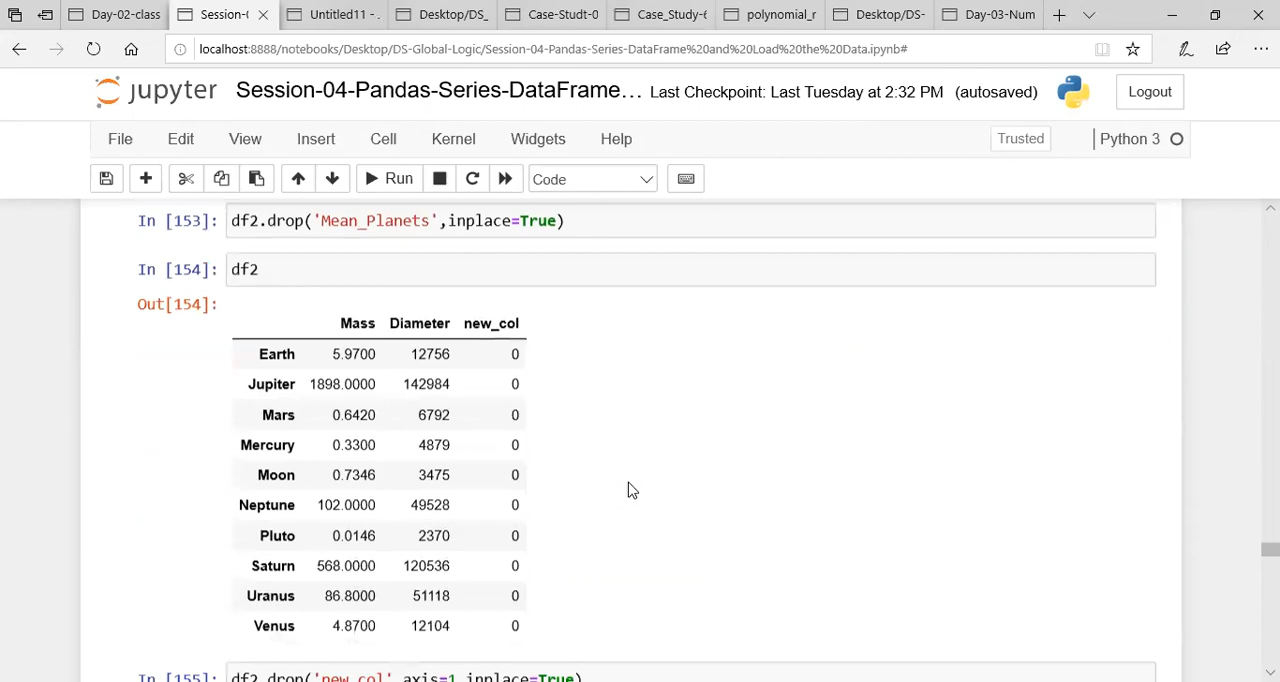 Day-02-class
Session-(
Untitled11 - .
Desktop/DS_
Case-Studt-0
Case_Study-6
polynomial_r
Desktop/DS-
Day-03-Num
localhost:8888/notebooks/Desktop/DS-Global-Logic/Session-04-Pandas-Series-DataFrame%20and%20Load%20the%20Data.ipynb#
jupyter Session-04-Pandas-Series-DataFrame... Last Checkpoint: Last Tuesday at 2:32 PM (autosaved) Logout
File Edit View Insert Cell Kernel Widgets Help Trusted Python 3
Run Code
In [153]: df2.drop('Mean_Planets',inplace=True)
In [154]: df2
Out[154]:
Mass Diameter new_col
Earth 5.9700 12756 0
Jupiter 1898.0000 142984 0
Mars 0.6420 6792 0
Mercury 0.3300 4879 0
Moon 0.7346 3475 0
Neptune 102.0000 49528 0
Pluto 0.0146 2370 0
Saturn 568.0000 120536 0
Uranus 86.8000 51118 0
Venus 4.8700 12104 0
In [155]: df2.drop('new_col',axis=1,inplace=True)